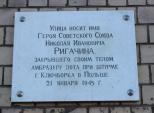 Улица носит имя
Героя Советского Союза
Николая Ивановича
Ригачина,
закрывшего своим телом
амбразуру дота при штурме
г. Ключборка в Польше
21 января 1945 г.